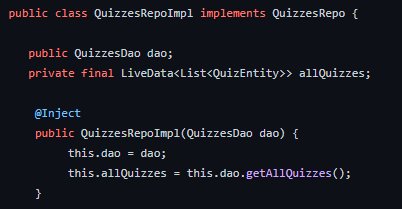 public class QuizzesRepoImpl implements QuizzesRepo {
public QuizzesDao dao;
private final LiveData<List<QuizEntity>> allQuizzes;
@Inject
public QuizzesRepoImpl(QuizzesDao dao) {
this.dao = dao;
this.allQuizzes = this.dao.getAllQuizzes();
}